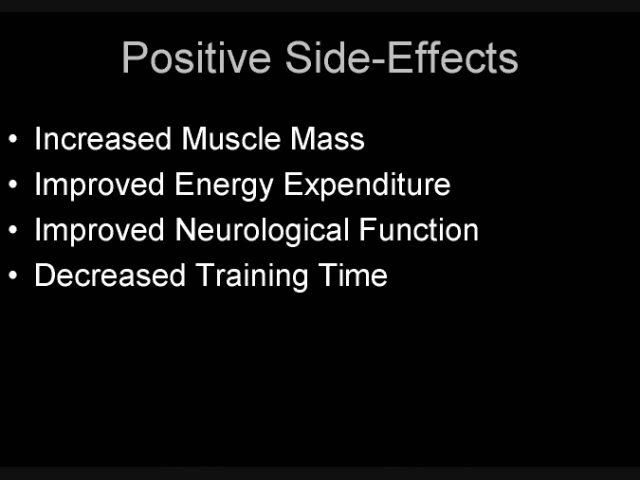 Positive Side-Effects
• Increased Muscle Mass
• Improved Energy Expenditure
• Improved Neurological Function
• Decreased Training Time